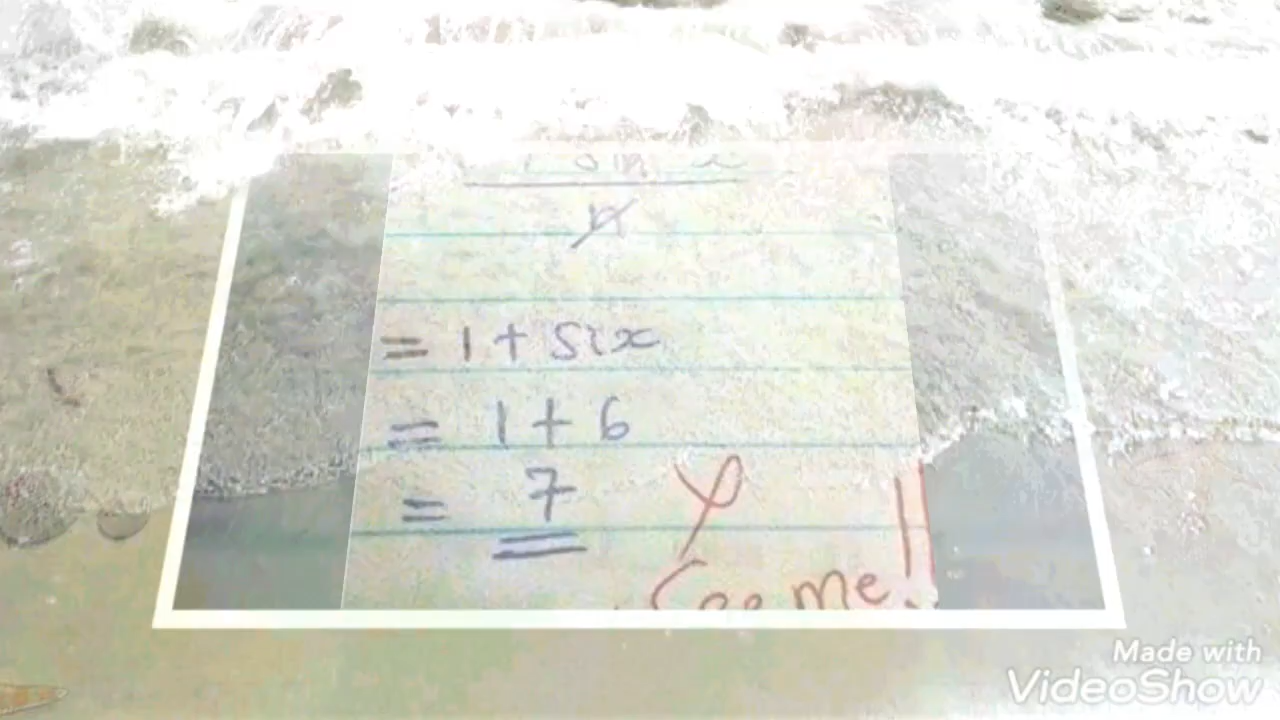 = 1 + six
= 1 + 6
= 7
See me!!
Made with
VideoShow